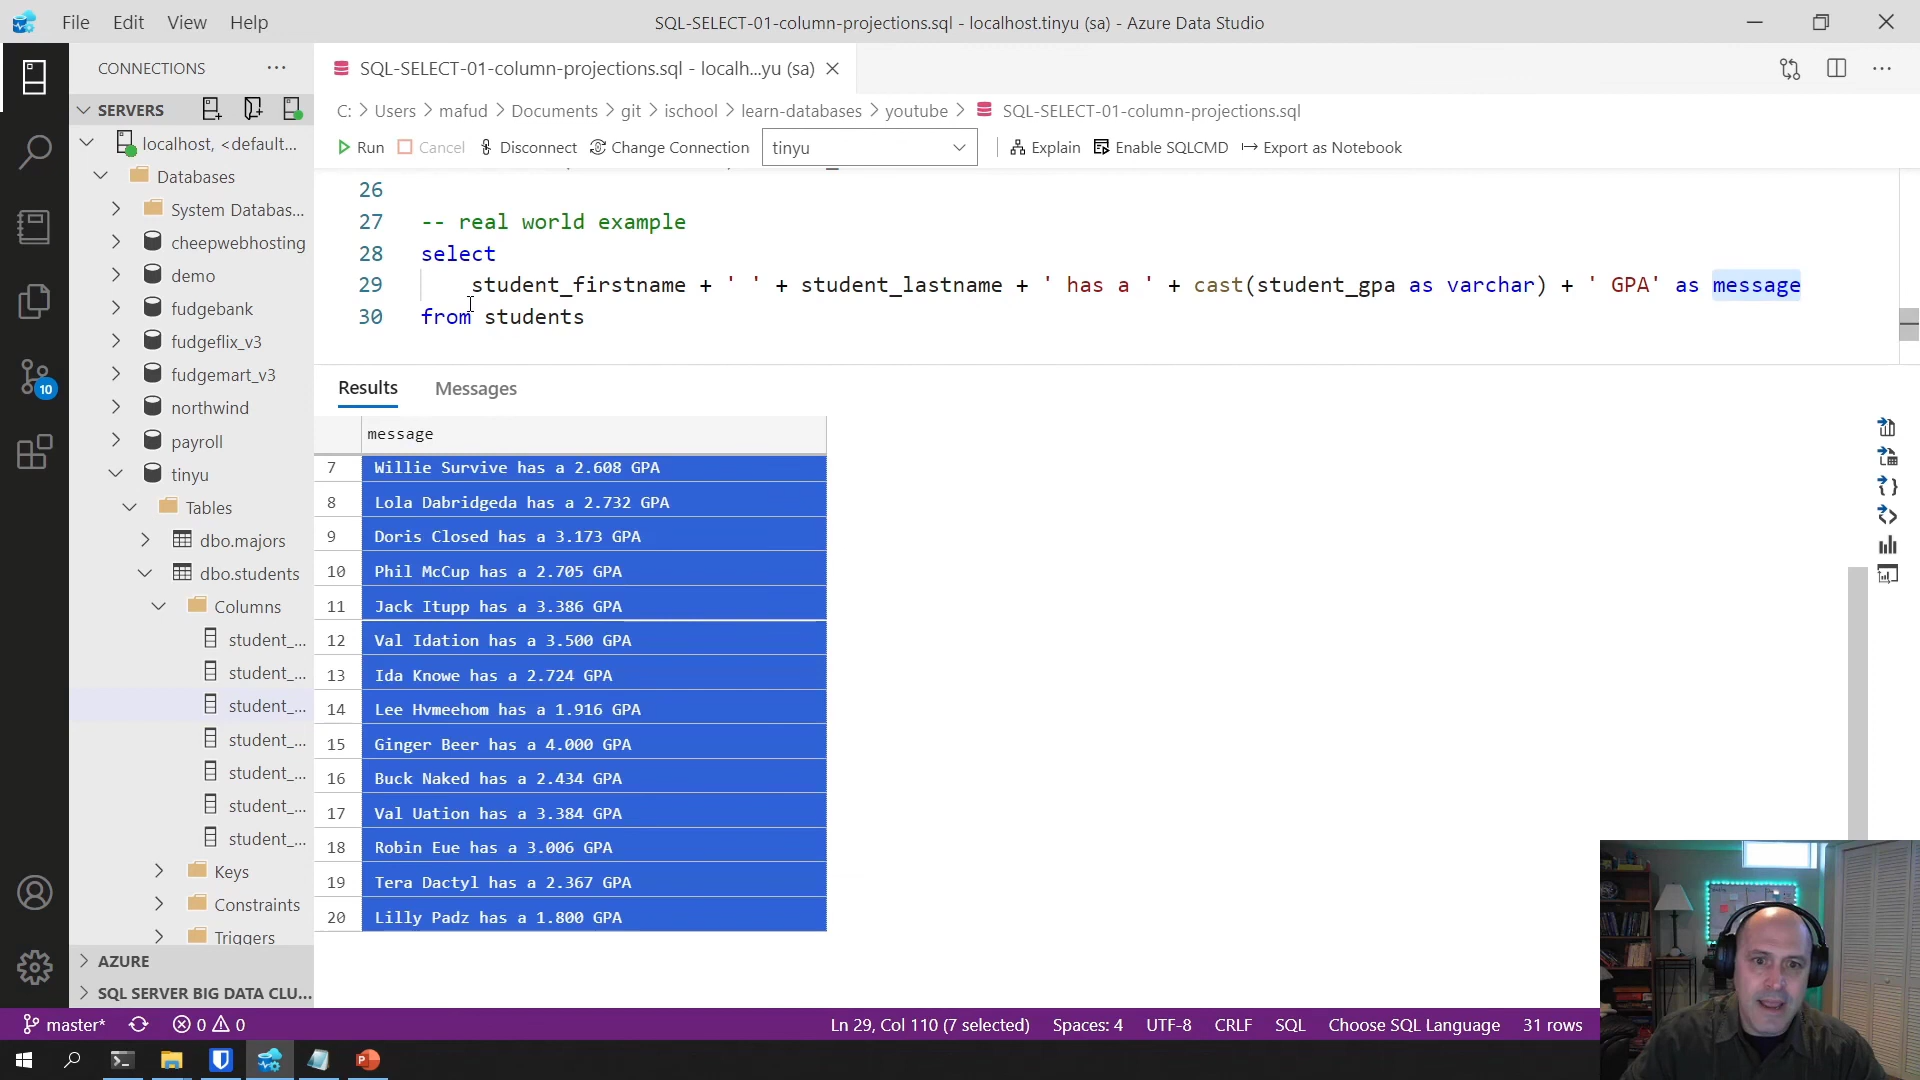 File Edit View Help
SQL-SELECT-01-column-projections.sql - localhost.tinyu (sa) - Azure Data Studio
CONNECTIONS
SQL-SELECT-01-column-projections.sql - localh...yu (sa)
SERVERS
C: > Users > mafud > Documents > git > ischool > learn-databases > youtube > SQL-SELECT-01-column-projections.sql
Run Cancel Disconnect Change Connection tinyu Explain Enable SQLCMD Export as Notebook
localhost, <default...
Databases
System Databas...
cheepwebhosting
demo
fudgebank
fudgeflix_v3
fudgemart_v3
northwind
payroll
tinyu
Tables
dbo.majors
dbo.students
Columns
student_...
student_...
student_...
student_...
student_...
student_...
student_...
Keys
Constraints
Triggers
AZURE
SQL SERVER BIG DATA CLU...
10
26
27 -- real world example
28 select
29 student_firstname + ' ' + student_lastname + ' has a ' + cast(student_gpa as varchar) + ' GPA' as message
30 from students
Results Messages
message
7 Willie Survive has a 2.608 GPA
8 Lola Dabridgeda has a 2.732 GPA
9 Doris Closed has a 3.173 GPA
10 Phil McCup has a 2.705 GPA
11 Jack Itupp has a 3.386 GPA
12 Val Idation has a 3.500 GPA
13 Ida Knowe has a 2.724 GPA
14 Lee Hvmeehom has a 1.916 GPA
15 Ginger Beer has a 4.000 GPA
16 Buck Naked has a 2.434 GPA
17 Val Uation has a 3.384 GPA
18 Robin Eue has a 3.006 GPA
19 Tera Dactyl has a 2.367 GPA
20 Lilly Padz has a 1.800 GPA
master* 0 0 Ln 29, Col 110 (7 selected) Spaces: 4 UTF-8 CRLF SQL Choose SQL Language 31 rows